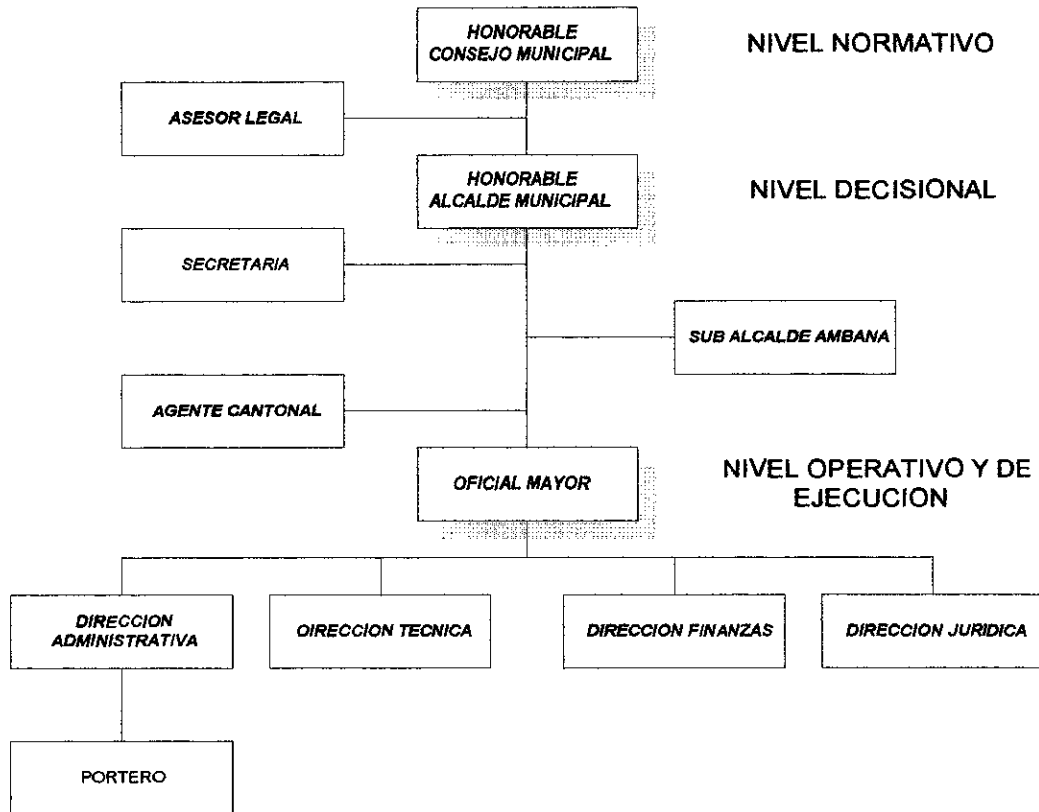 HONORABLE
CONSEJO MUNICIPAL
NIVEL NORMATIVO
ASESOR LEGAL
HONORABLE
ALCALDE MUNICIPAL
NIVEL DECISIONAL
SECRETARIA
SUB ALCALDE AMBANA
AGENTE CANTONAL
OFICIAL MAYOR
NIVEL OPERATIVO Y DE
EJECUCION
DIRECCION
ADMINISTRATIVA
OIRECCION TECNICA
DIRECCION FINANZAS
DIRECCION JURIDICA
PORTERO